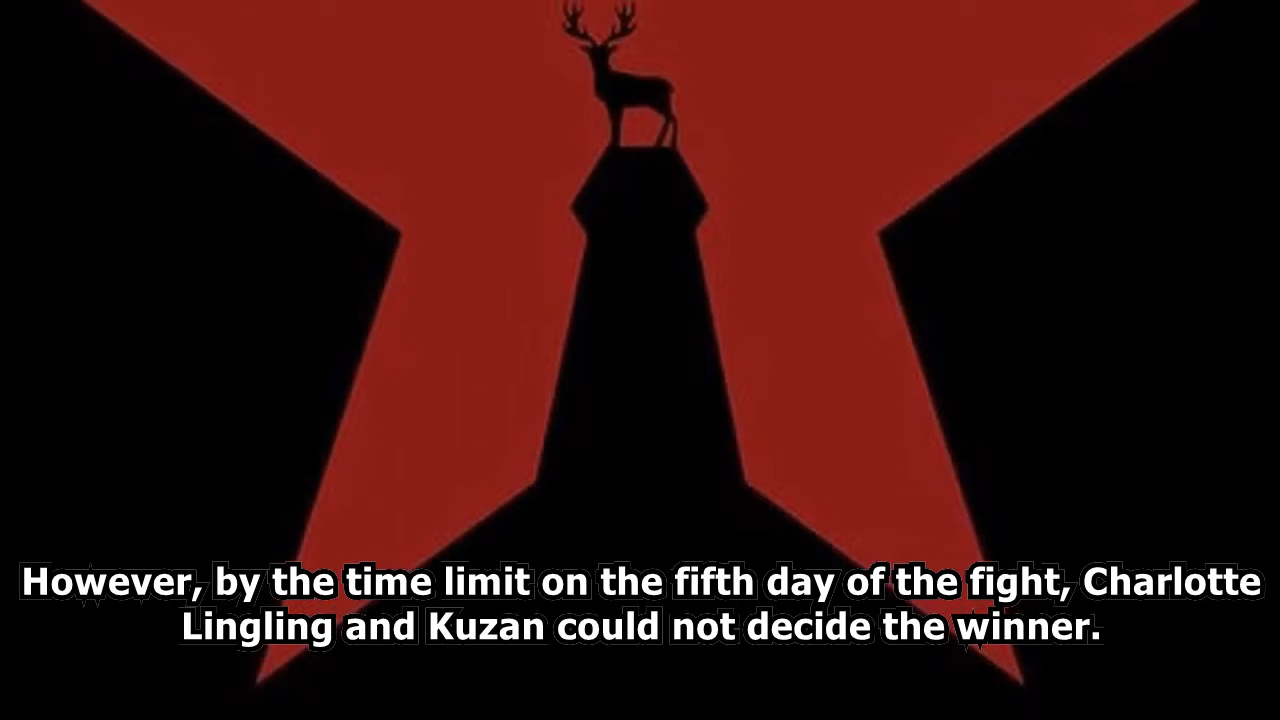 However, by the time limit on the fifth day of the fight, Charlotte
Lingling and Kuzan could not decide the winner.